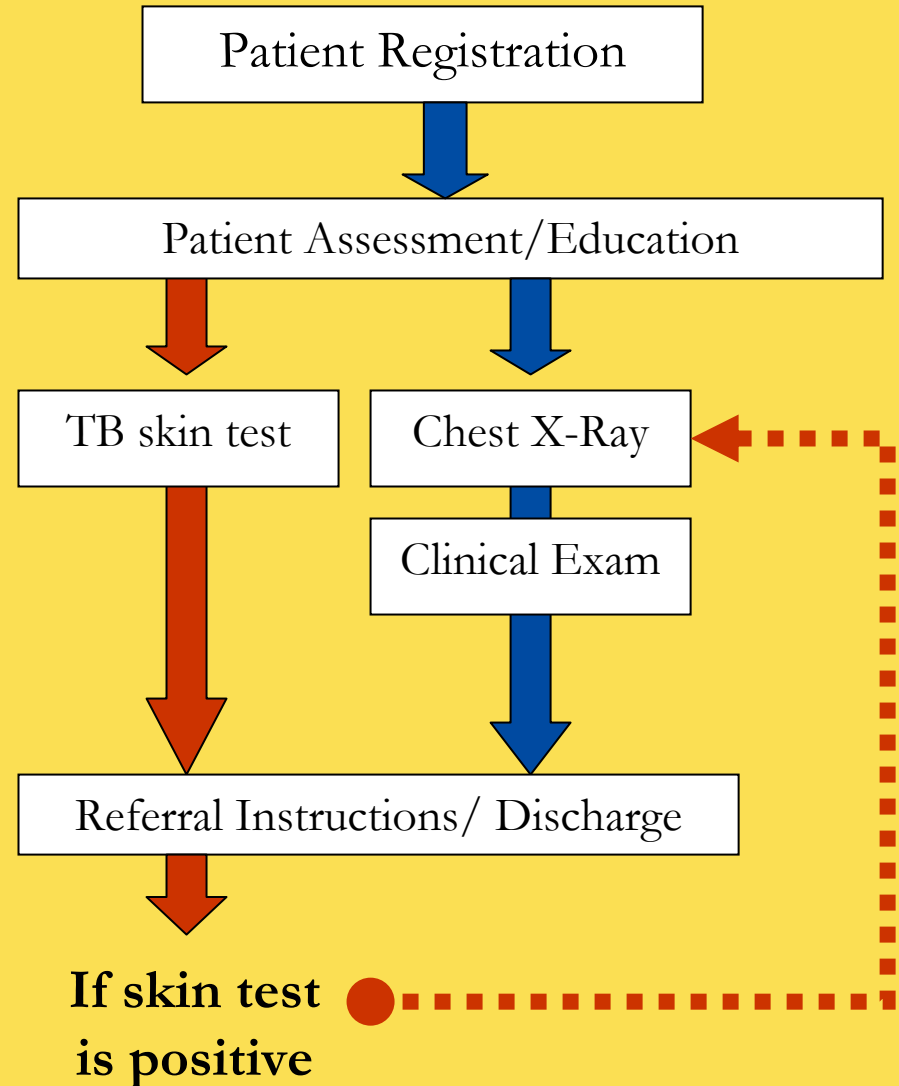 Patient Registration
Patient Assessment/Education
TB skin test
Chest X-Ray
Clinical Exam
Referral Instructions/ Discharge
If skin test
is positive